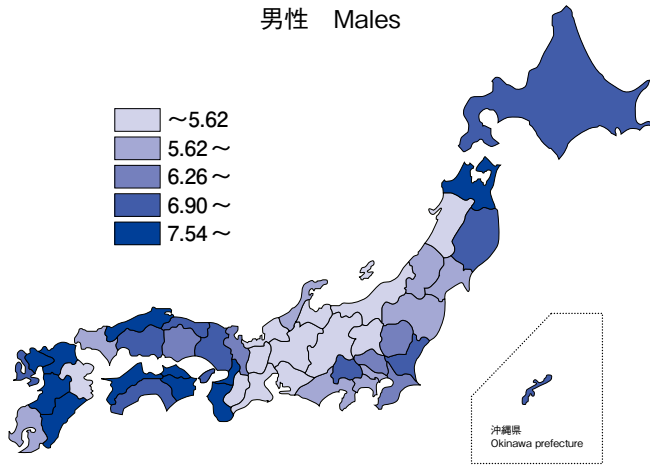 男性　Males
～5.62
5.62～
6.26～
6.90～
7.54～
沖縄県
Okinawa prefecture